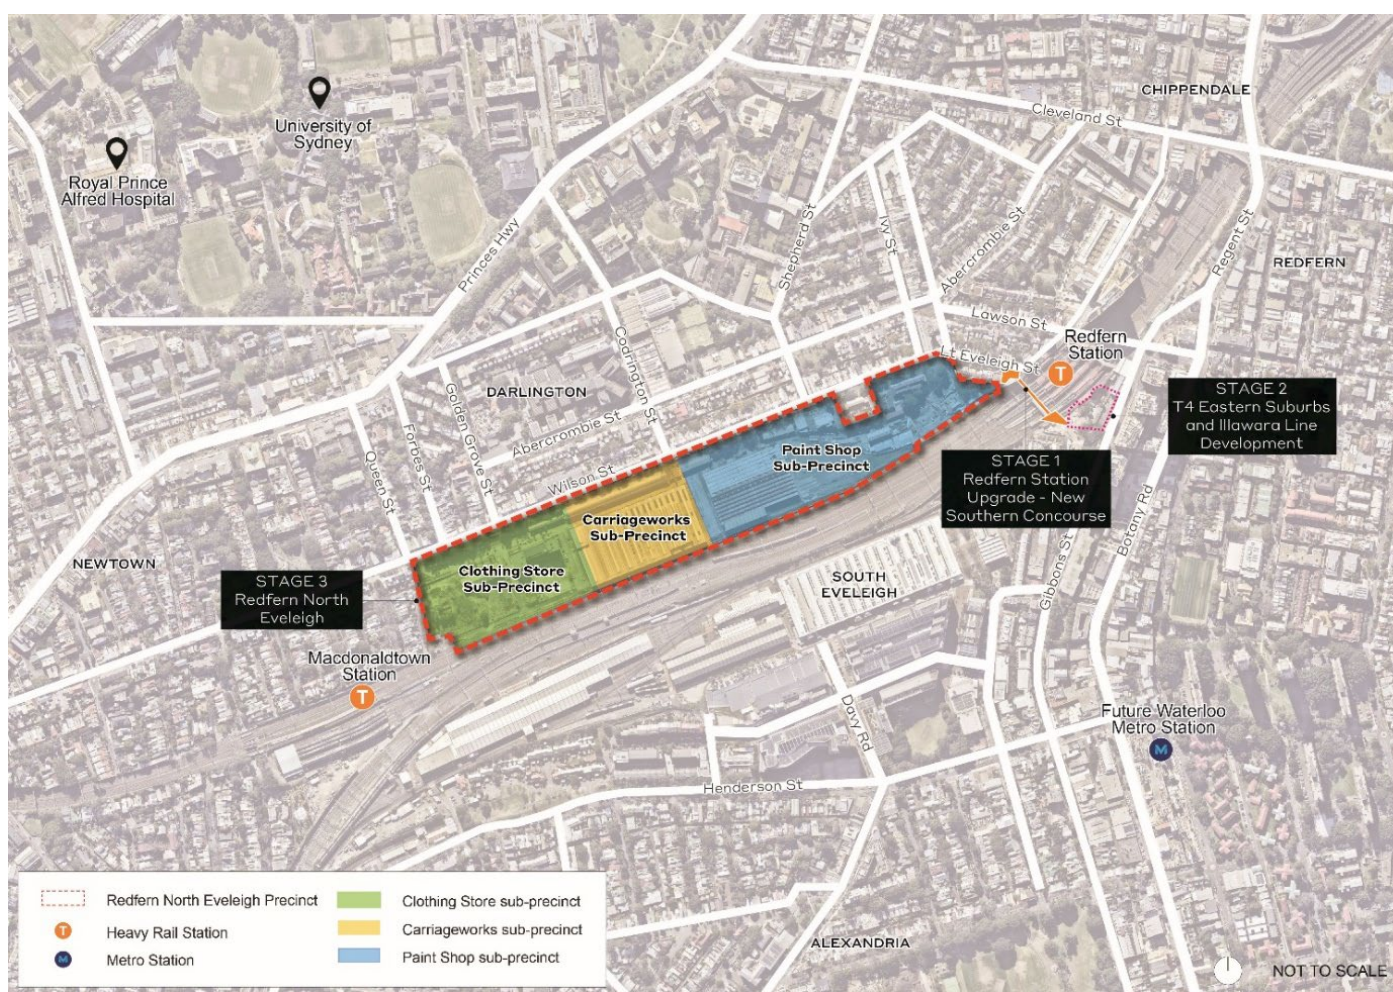 CHIPPENDALE
Cleveland St
University of
Sydney
Royal Prince
Alfred Hospital
Princes Hwy
Shepherd St
Ivy St
Abercrombie St
Regent St
REDFERN
Lawson St
Redfern
Station
T
Lt Eveleigh St
Codrington St
DARLINGTON
Golden Grove St
Forbes St
Queen St
Abercrombie St
Wilson St
STAGE 2
T4 Eastern Suburbs
and Illawara Line
Development
Paint Shop
Sub-Precinct
STAGE 1
Redfern Station
Upgrade - New
Southern Concourse
Botany Rd
Gibbons St
Carriageworks
Sub-Precinct
Clothing Store
Sub-Precinct
NEWTOWN
STAGE 3
Redfern North
Eveleigh
SOUTH
EVELEIGH
Macdonaldtown
Station
T
Davy Rd
Future Waterloo
Metro Station
M
Henderson St
ALEXANDRIA
Redfern North Eveleigh Precinct
T Heavy Rail Station
M Metro Station
Clothing Store sub-precinct
Carriageworks sub-precinct
Paint Shop sub-precinct
NOT TO SCALE